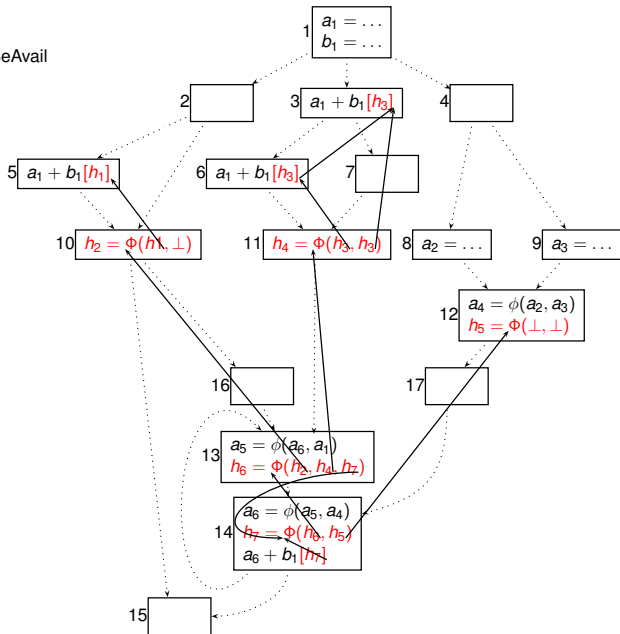 1 a₁ = …
b₁ = …
eAvail
2
3 a₁ + b₁[h₃]
4
5 a₁ + b₁[h₁]
6 a₁ + b₁[h₃]
7
10 h₂ = Φ(h1, ⊥)
11 h₄ = Φ(h₃, h₃)
8 a₂ = …
9 a₃ = …
12 a₄ = ϕ(a₂, a₃)
h₅ = Φ(⊥, ⊥)
16
17
13 a₅ = ϕ(a₆, a₁)
h₆ = Φ(h₂, h₄, h₇)
14 a₆ = ϕ(a₅, a₄)
h₇ = Φ(h₆, h₅)
a₆ + b₁[h₇]
15